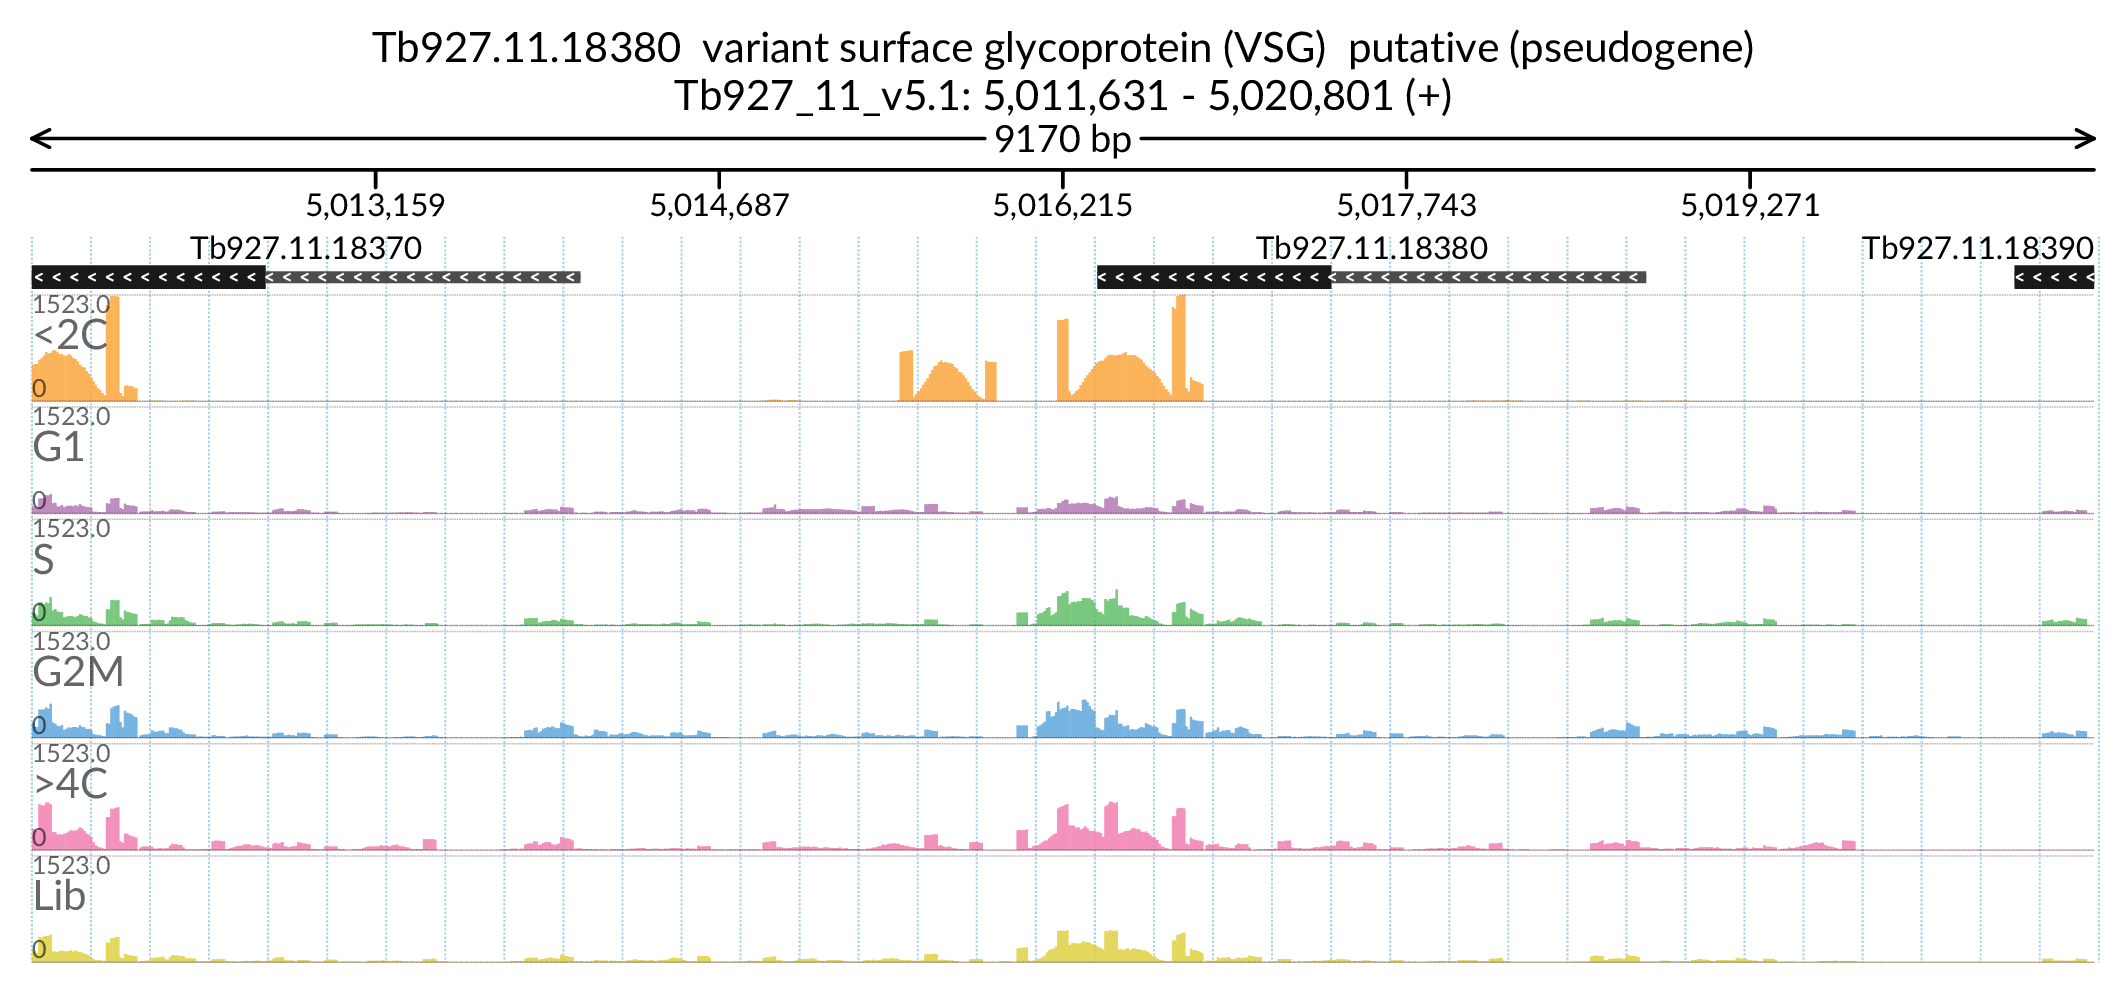 Tb927.11.18380  variant surface glycoprotein (VSG)  putative (pseudogene)
Tb927_11_v5.1: 5,011,631 - 5,020,801 (+)
9170 bp
5,013,159 5,014,687 5,016,215 5,017,743 5,019,271
Tb927.11.18370 Tb927.11.18380 Tb927.11.18390
1523.0
<2C
0
1523.0
G1
0
1523.0
S
0
1523.0
G2M
0
1523.0
>4C
0
1523.0
Lib
0